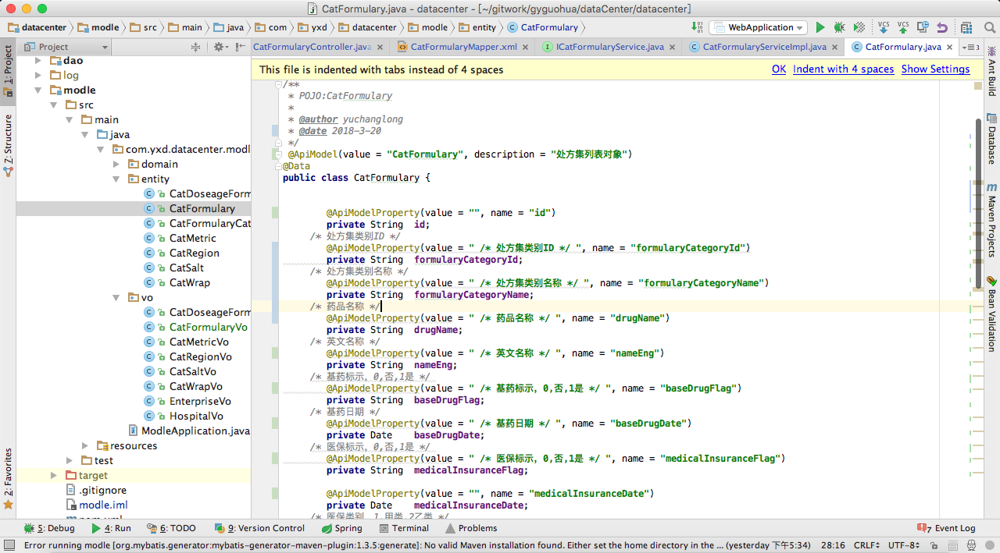 CatFormulary.java - datacenter - [~/gitwork/gyguohua/dataCenter/datacenter]
datacenter modle src main java com yxd datacenter modle entity CatFormulary WebApplication VCS VCS
Project CatFormularyController.java CatFormularyMapper.xml ICatFormularyService.java CatFormularyServiceImpl.java CatFormulary.java 3
1: Project
Z: Structure
2: Favorites
dao
log
modle
src
main
java
com.yxd.datacenter.modl
domain
entity
CatDoseageForm
CatFormulary
CatFormularyCat
CatMetric
CatRegion
CatSalt
CatWrap
vo
CatDoseageForm
CatFormularyVo
CatMetricVo
CatRegionVo
CatSaltVo
CatWrapVo
EnterpriseVo
HospitalVo
ModleApplication.java
resources
test
target
.gitignore
modle.iml
pom.xml
This file is indented with tabs instead of 4 spaces OK Indent with 4 spaces Show Settings
/**
* POJO:CatFormulary
*
* @author yuchanglong
* @date 2018-3-20
*/
@ApiModel(value = "CatFormulary", description = "处方集列表对象")
@Data
public class CatFormulary {
@ApiModelProperty(value = "", name = "id")
private String id;
/* 处方集类别ID */
@ApiModelProperty(value = " /* 处方集类别ID */ ", name = "formularyCategoryId")
private String formularyCategoryId;
/* 处方集类别名称 */
@ApiModelProperty(value = " /* 处方集类别名称 */ ", name = "formularyCategoryName")
private String formularyCategoryName;
/* 药品名称 */
@ApiModelProperty(value = " /* 药品名称 */ ", name = "drugName")
private String drugName;
/* 英文名称 */
@ApiModelProperty(value = " /* 英文名称 */ ", name = "nameEng")
private String nameEng;
/* 基药标示，0,否,1是 */
@ApiModelProperty(value = " /* 基药标示，0,否,1是 */ ", name = "baseDrugFlag")
private String baseDrugFlag;
/* 基药日期 */
@ApiModelProperty(value = " /* 基药日期 */ ", name = "baseDrugDate")
private Date baseDrugDate;
/* 医保标示，0,否,1是 */
@ApiModelProperty(value = " /* 医保标示，0,否,1是 */ ", name = "medicalInsuranceFlag")
private String medicalInsuranceFlag;
@ApiModelProperty(value = "", name = "medicalInsuranceDate")
private Date medicalInsuranceDate;
/* 医保类别，1,甲类,2乙类 */
Ant Build
Database
m Maven Projects
Bean Validation
5: Debug 4: Run 6: TODO 9: Version Control Spring Terminal Problems 7 Event Log
Error running modle [org.mybatis.generator:mybatis-generator-maven-plugin:1.3.5:generate]: No valid Maven installation found. Either set the home directory in the ... (yesterday 下午5:34) 28:16 CRLF UTF-8